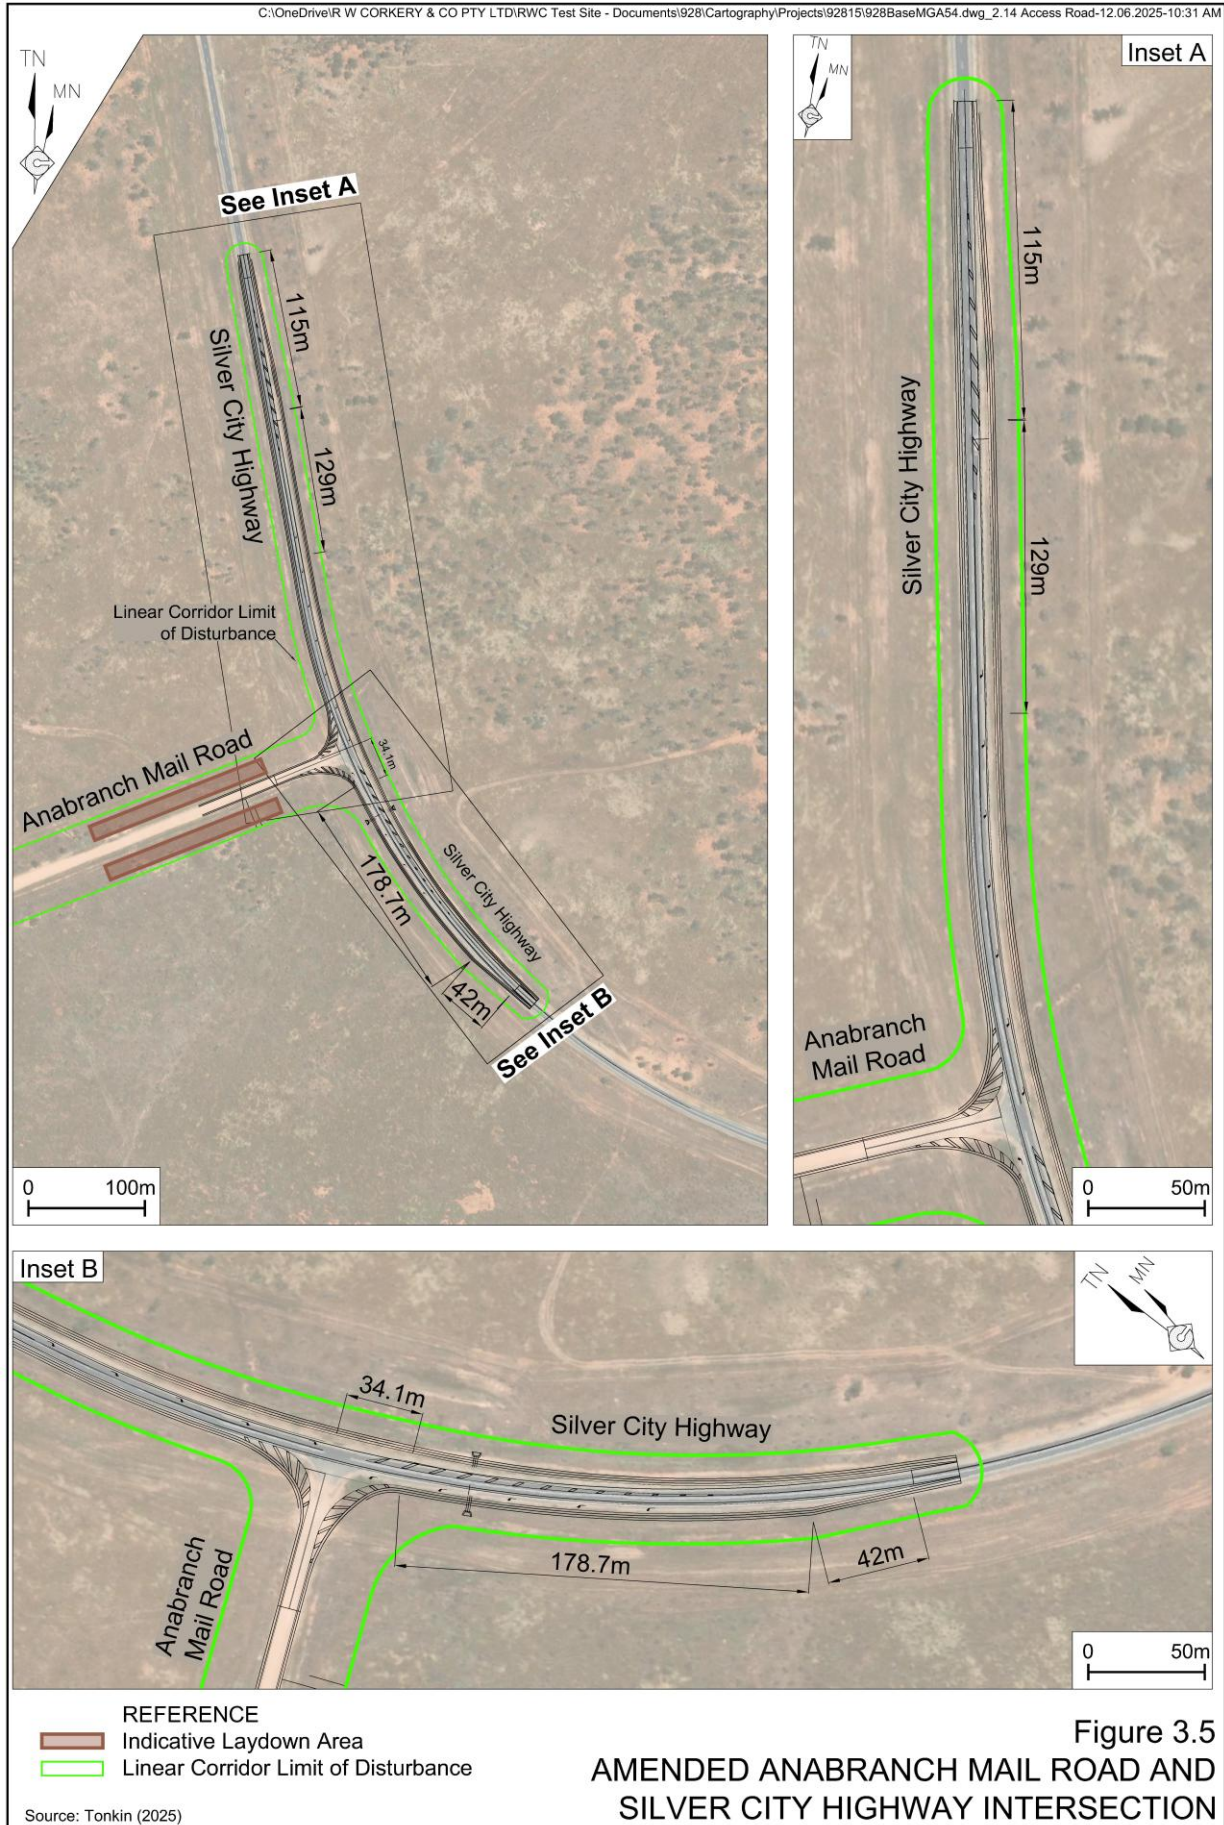 C:\OneDrive\R W CORKERY & CO PTY LTD\RWC Test Site - Documents\928\Cartography\Projects\92815\928BaseMGA54.dwg_2.14 Access Road-12.06.2025-10:31 AM
TN
MN
See Inset A
115m
Silver City Highway
129m
Linear Corridor Limit
of Disturbance
Anabranch Mail Road
34.1m
178.7m
Silver City Highway
42m
See Inset B
0 100m
Inset A
TN
MN
115m
Silver City Highway
129m
Anabranch
Mail Road
0 50m
Inset B
TN
MN
34.1m
Silver City Highway
178.7m
42m
Anabranch
Mail Road
0 50m
REFERENCE
Indicative Laydown Area
Linear Corridor Limit of Disturbance
Source: Tonkin (2025)
Figure 3.5
AMENDED ANABRANCH MAIL ROAD AND
SILVER CITY HIGHWAY INTERSECTION